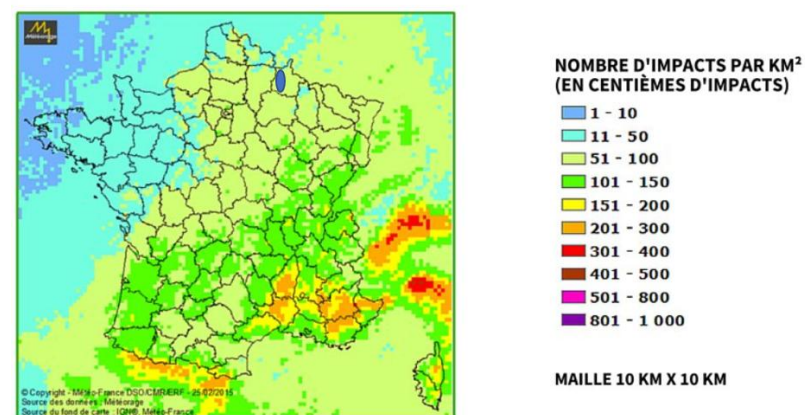 Météorage
NOMBRE D'IMPACTS PAR KM²
(EN CENTIÈMES D'IMPACTS)
1 - 10
11 - 50
51 - 100
101 - 150
151 - 200
201 - 300
301 - 400
401 - 500
501 - 800
801 - 1 000
MAILLE 10 KM X 10 KM
© Copyright - Météo-France DSO/CMR/ERF - 25/02/2015
Source des données : Météorage
Source du fond de carte : IGN®, Météo-France